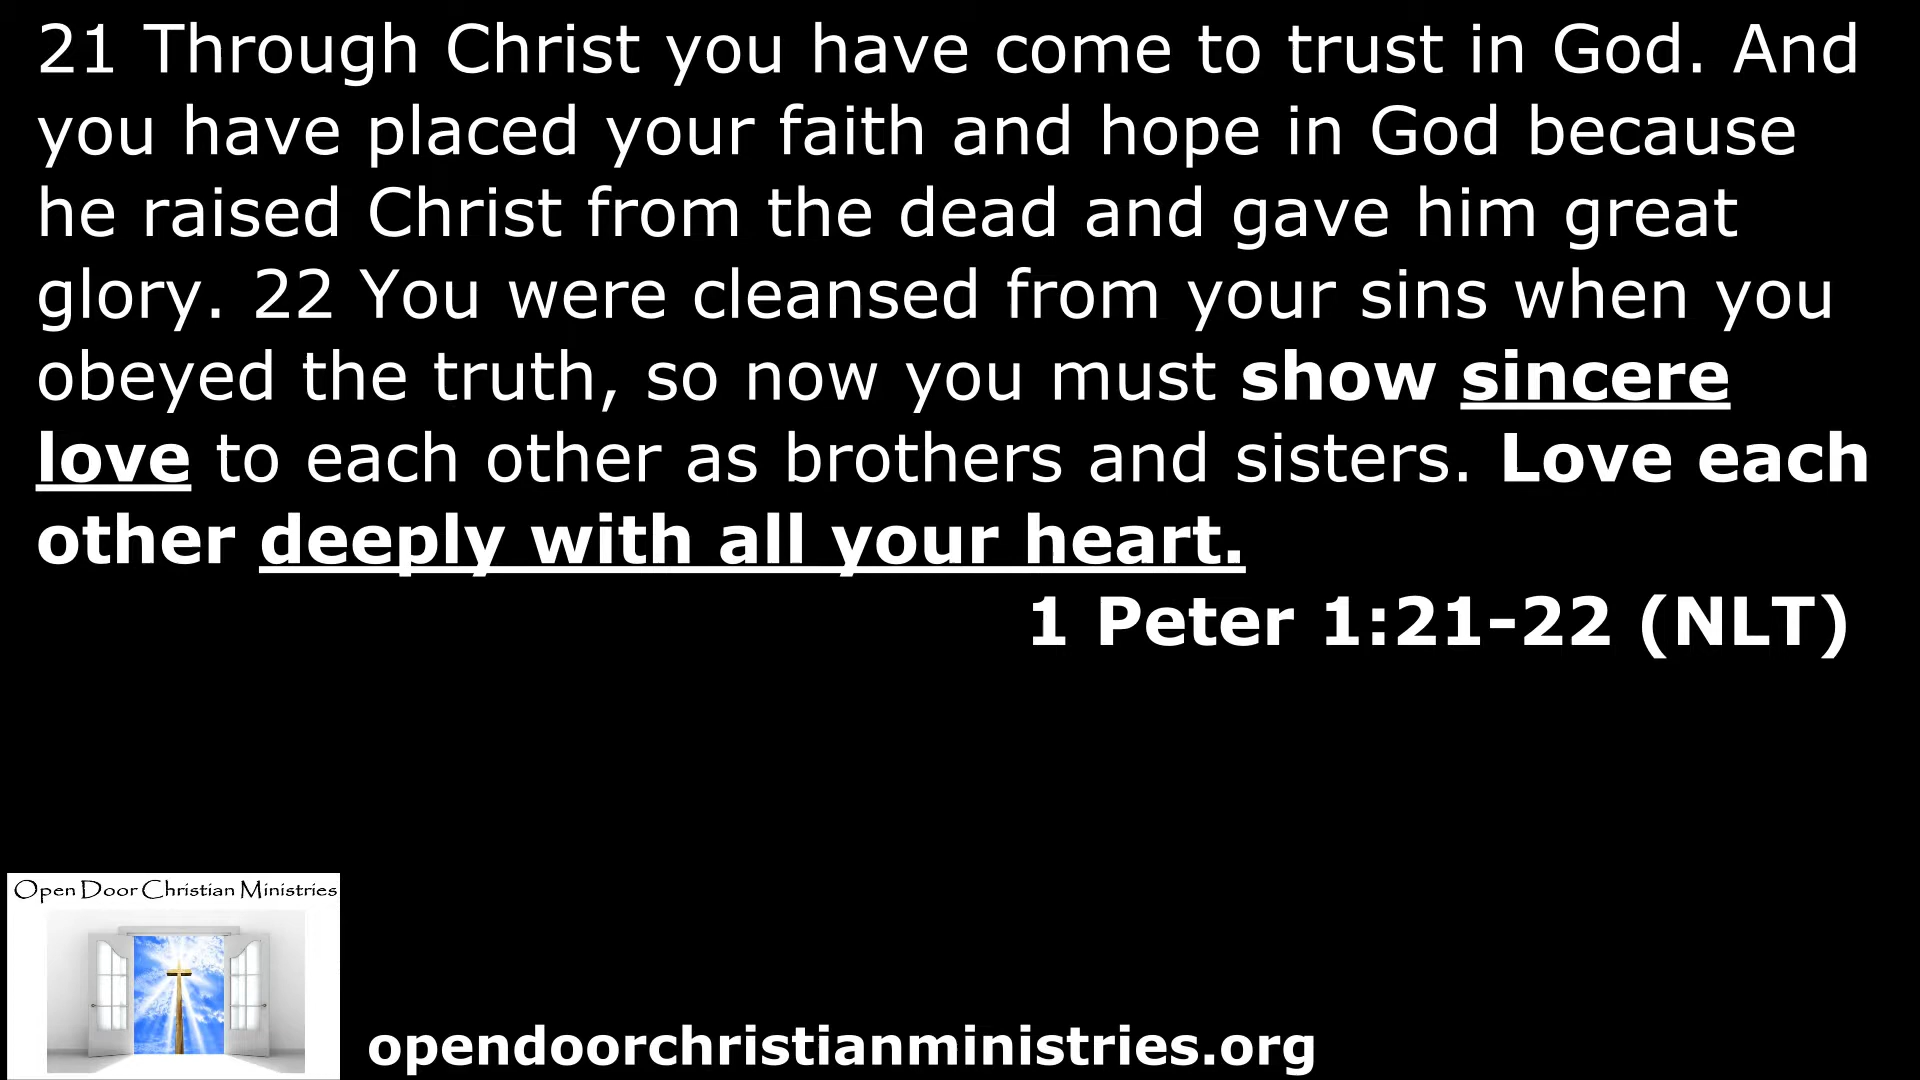 21 Through Christ you have come to trust in God. And
you have placed your faith and hope in God because
he raised Christ from the dead and gave him great
glory. 22 You were cleansed from your sins when you
obeyed the truth, so now you must show sincere
love to each other as brothers and sisters. Love each
other deeply with all your heart.
1 Peter 1:21-22 (NLT)
Open Door Christian Ministries
opendoorchristianministries.org